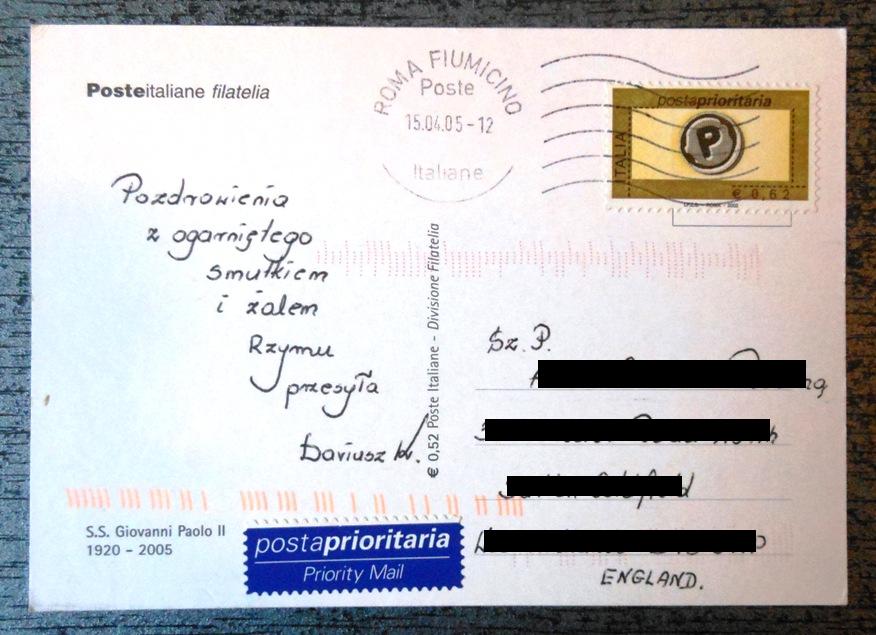 Posteitaliane filatelia
ROMA FIUMICINO
Poste
15.04.05-12
Italiane
postaprioritaria
P
ITALIA
€ 0,62
Pozdrowienia
z ogarniętego
smutkiem
i żalem
Rzymu
przesyła
Dariusz W.
€ 0,52 Poste Italiane - Divisione Filatelia
Sz. P.
ENGLAND.
S.S. Giovanni Paolo II
1920 - 2005
postaprioritaria
Priority Mail